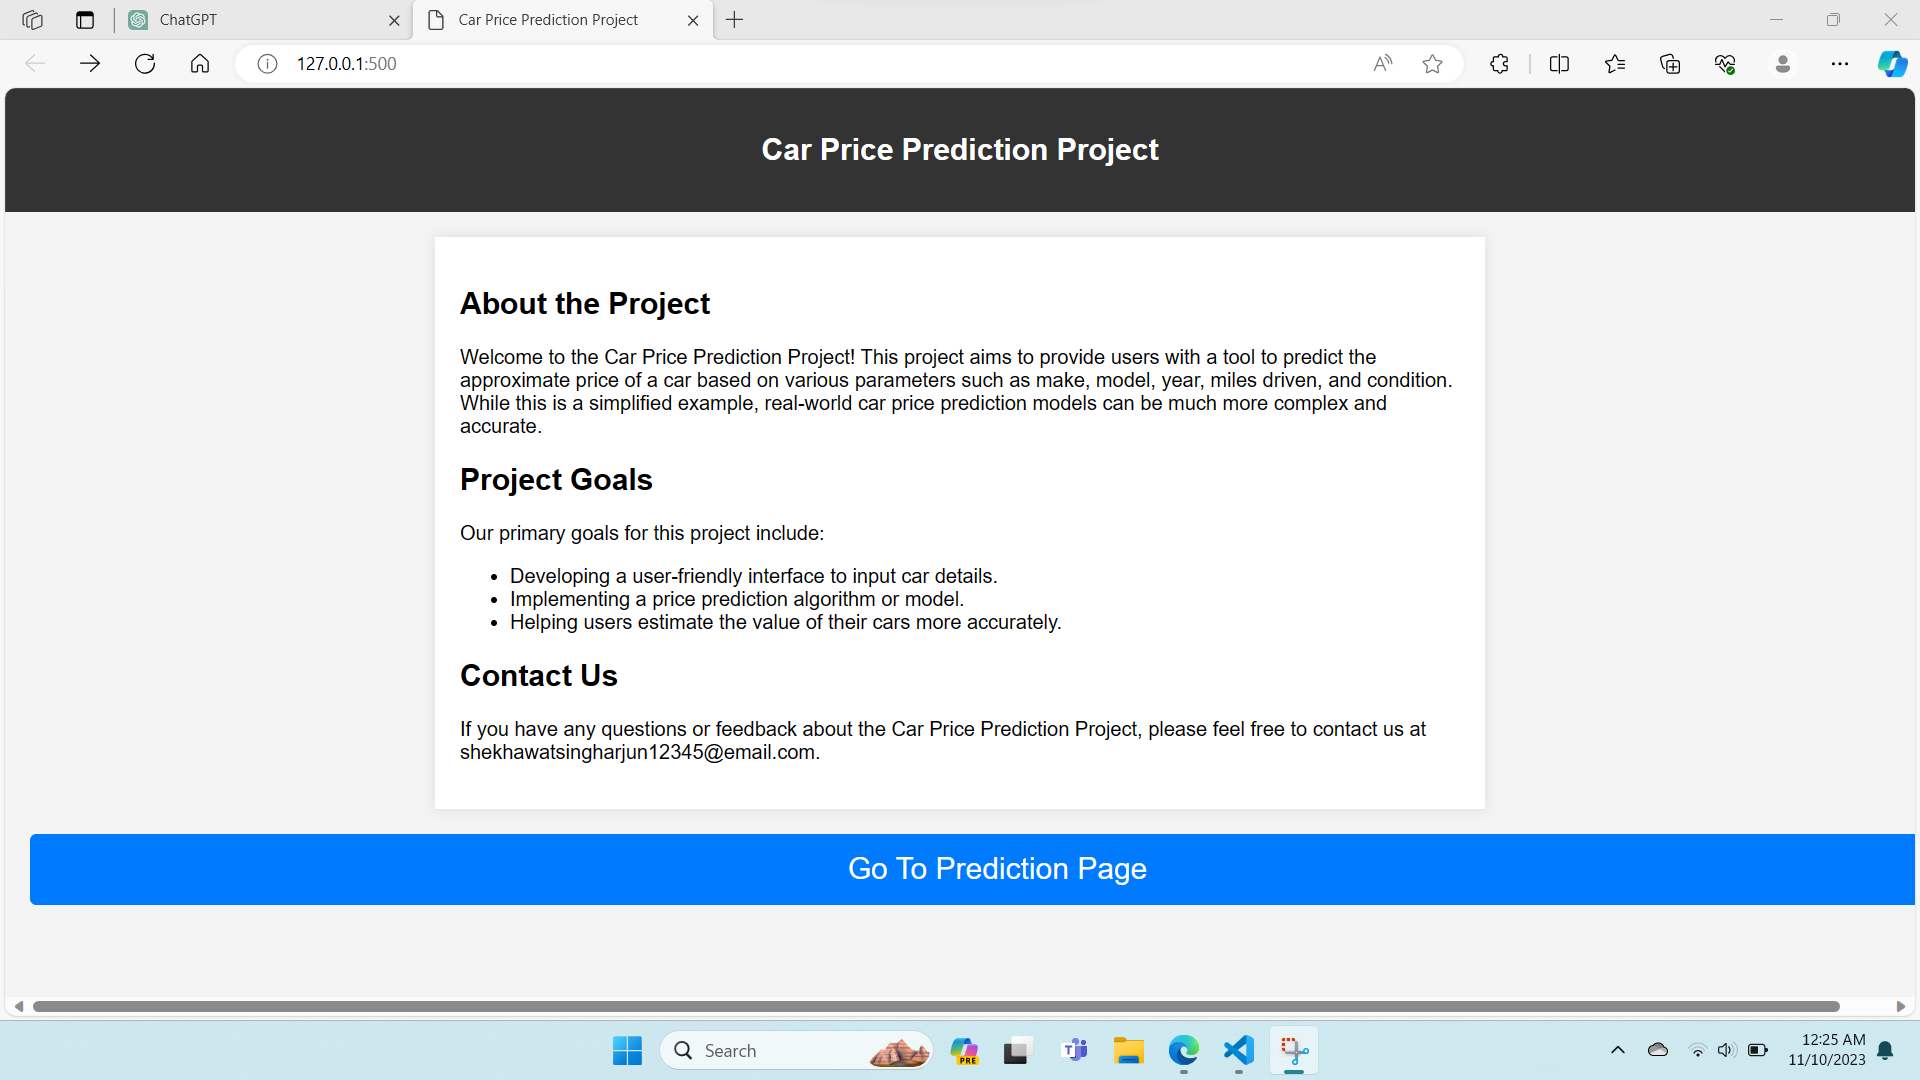 ChatGPT
Car Price Prediction Project
127.0.0.1:500
Car Price Prediction Project
About the Project
Welcome to the Car Price Prediction Project! This project aims to provide users with a tool to predict the
approximate price of a car based on various parameters such as make, model, year, miles driven, and condition.
While this is a simplified example, real-world car price prediction models can be much more complex and
accurate.
Project Goals
Our primary goals for this project include:
• Developing a user-friendly interface to input car details.
• Implementing a price prediction algorithm or model.
• Helping users estimate the value of their cars more accurately.
Contact Us
If you have any questions or feedback about the Car Price Prediction Project, please feel free to contact us at
shekhawatsingharjun12345@email.com.
Go To Prediction Page
Search
PRE
12:25 AM
11/10/2023